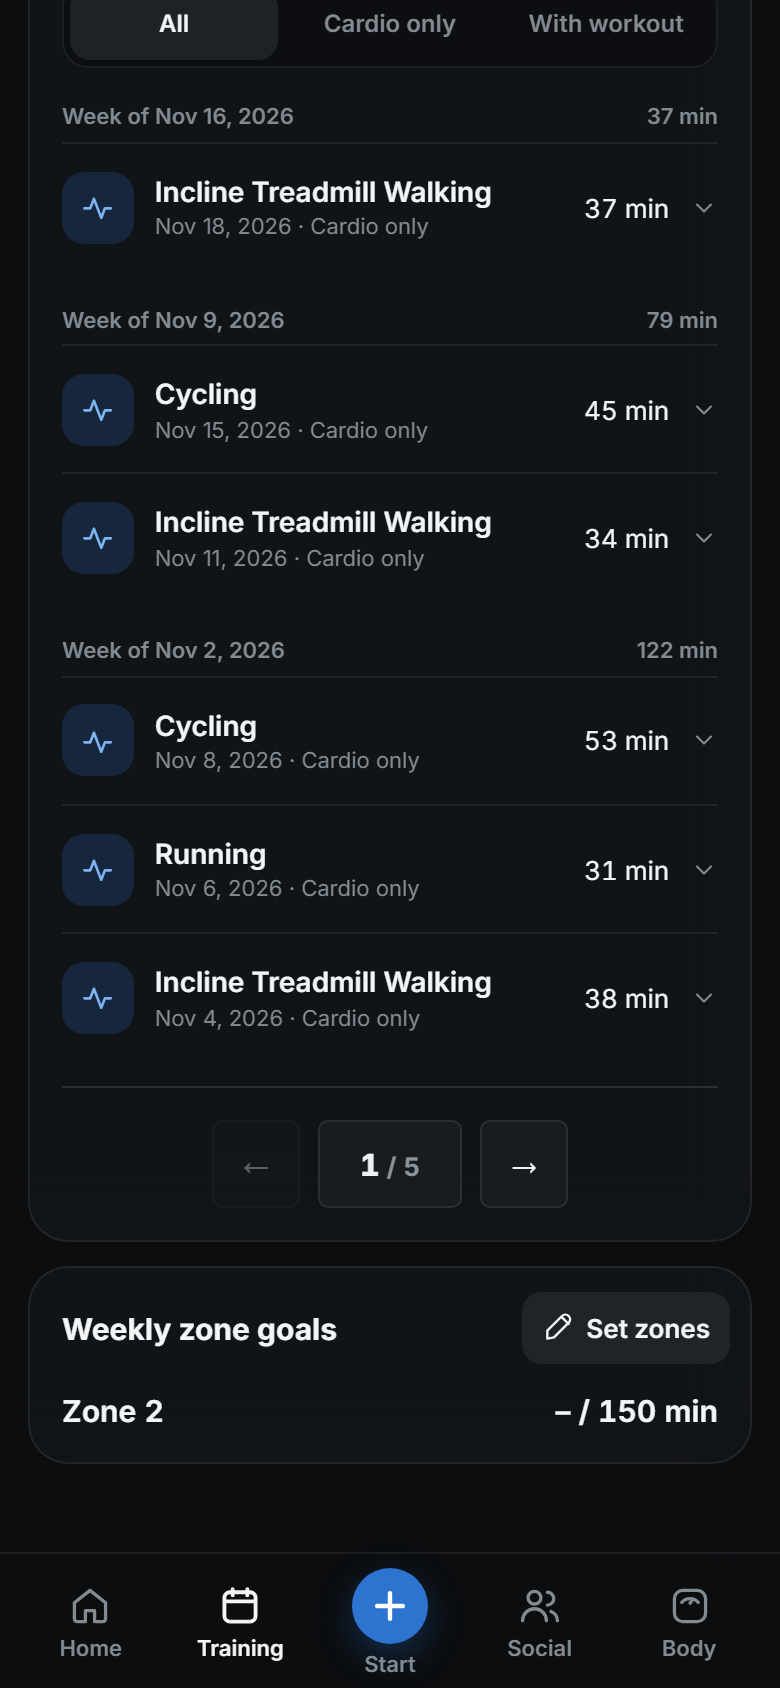 All Cardio only With workout
Week of Nov 16, 2026 37 min
Incline Treadmill Walking
Nov 18, 2026 · Cardio only
37 min
Week of Nov 9, 2026 79 min
Cycling
Nov 15, 2026 · Cardio only
45 min
Incline Treadmill Walking
Nov 11, 2026 · Cardio only
34 min
Week of Nov 2, 2026 122 min
Cycling
Nov 8, 2026 · Cardio only
53 min
Running
Nov 6, 2026 · Cardio only
31 min
Incline Treadmill Walking
Nov 4, 2026 · Cardio only
38 min
← 1 / 5 →
Weekly zone goals Set zones
Zone 2 – / 150 min
Home Training Start Social Body